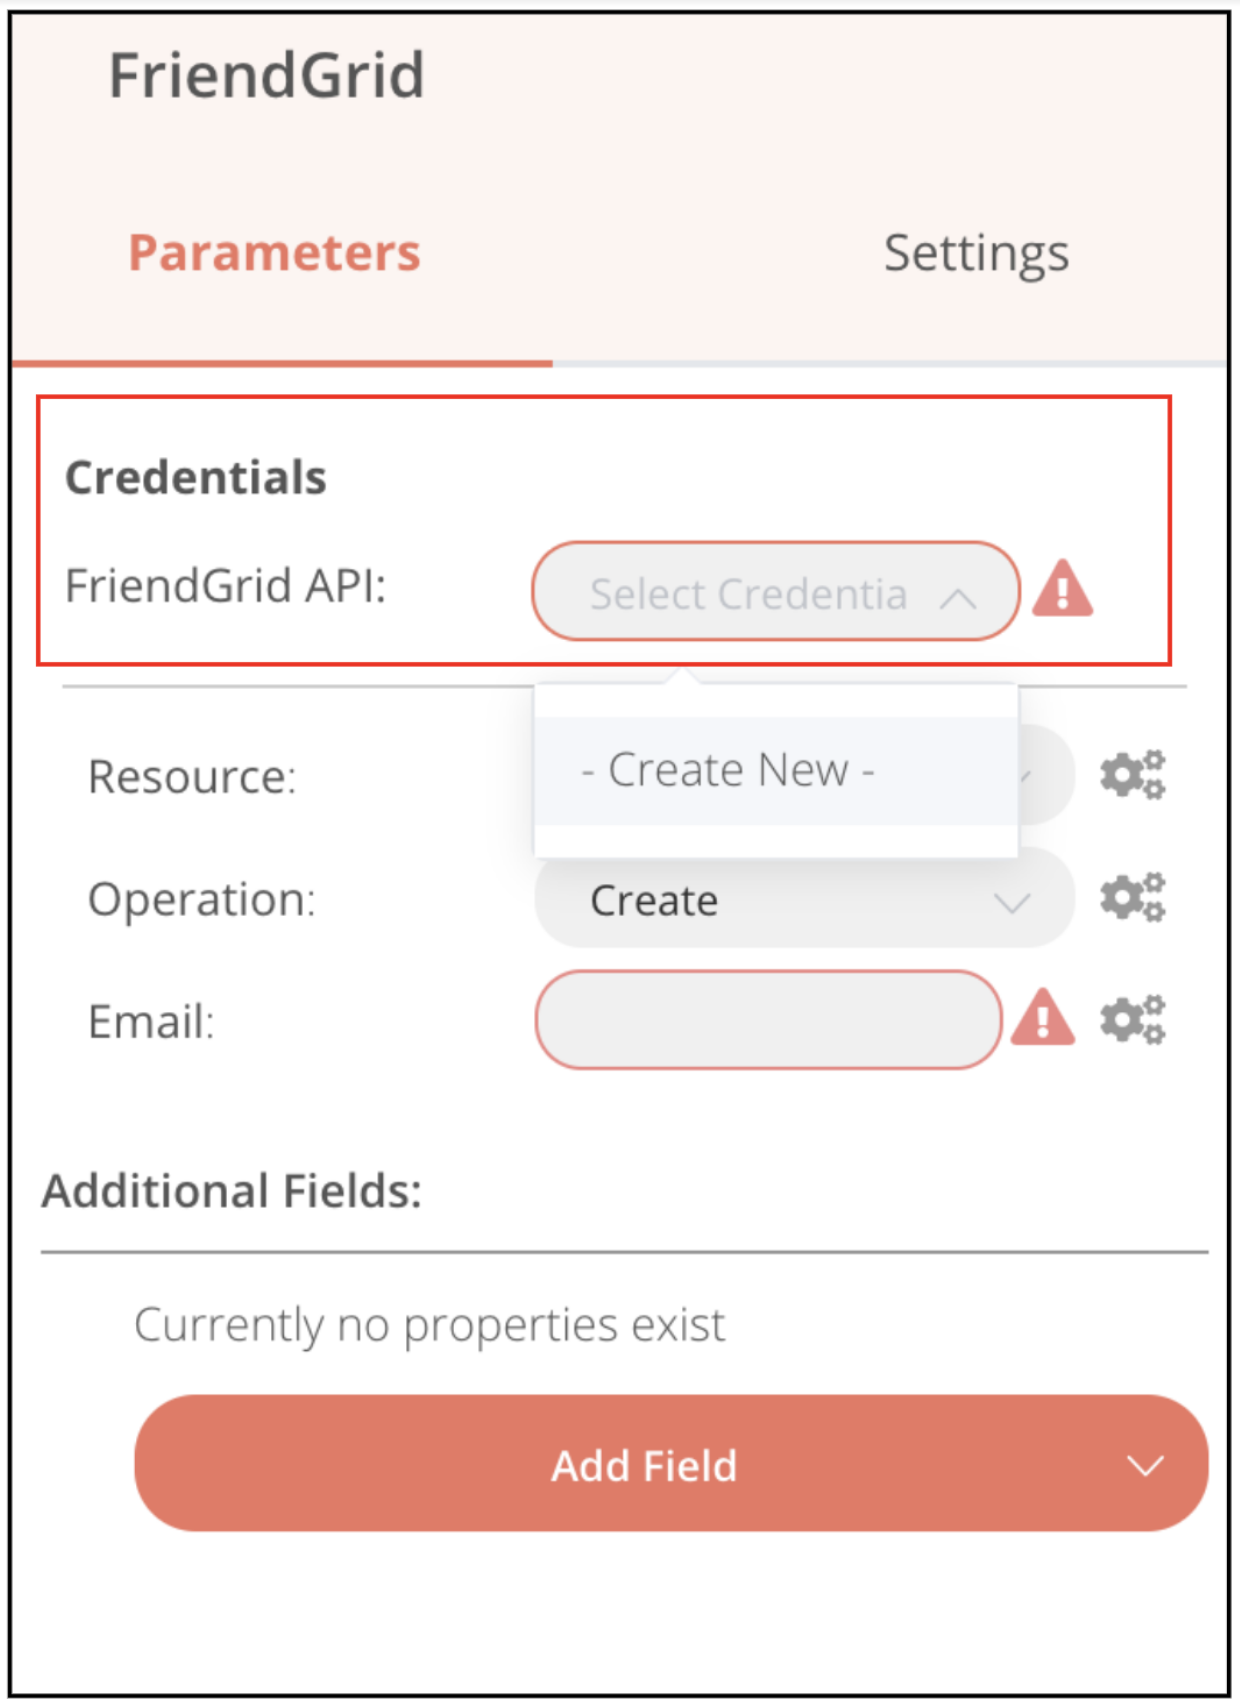 FriendGrid
Parameters
Settings
Credentials
FriendGrid API:
Select Credentia
- Create New -
Resource:
Operation:
Create
Email:
Additional Fields:
Currently no properties exist
Add Field